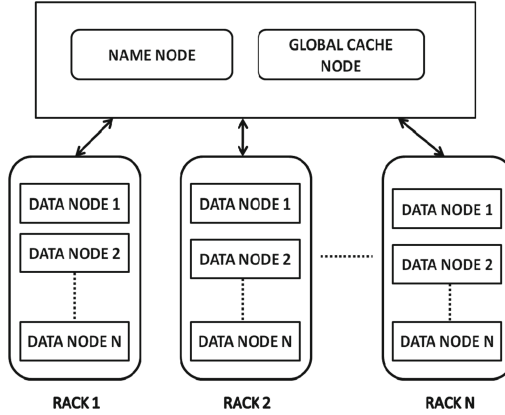 NAME NODE
GLOBAL CACHE
NODE
DATA NODE 1
DATA NODE 2
DATA NODE N
RACK 1
DATA NODE 1
DATA NODE 2
DATA NODE N
RACK 2
DATA NODE 1
DATA NODE 2
DATA NODE N
RACK N